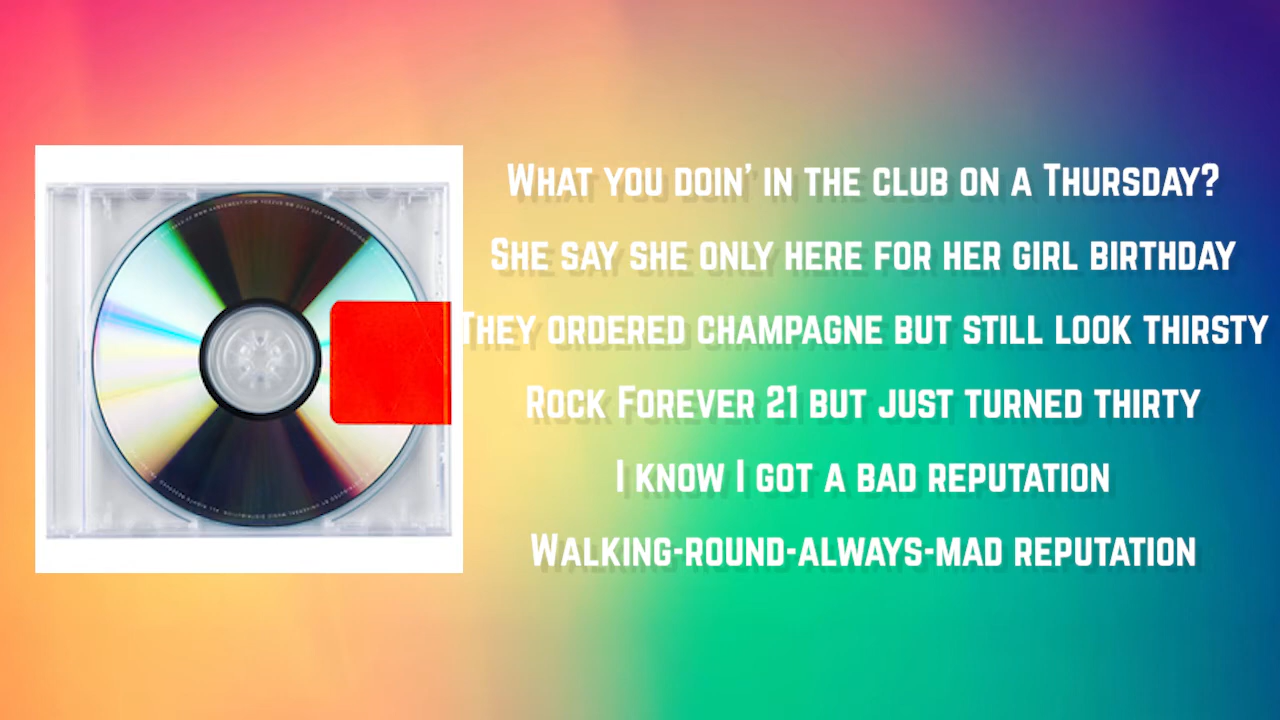 What you doin' in the club on a Thursday?
She say she only here for her girl birthday
They ordered champagne but still look thirsty
Rock Forever 21 but just turned thirty
I know I got a bad reputation
Walking-round-always-mad reputation